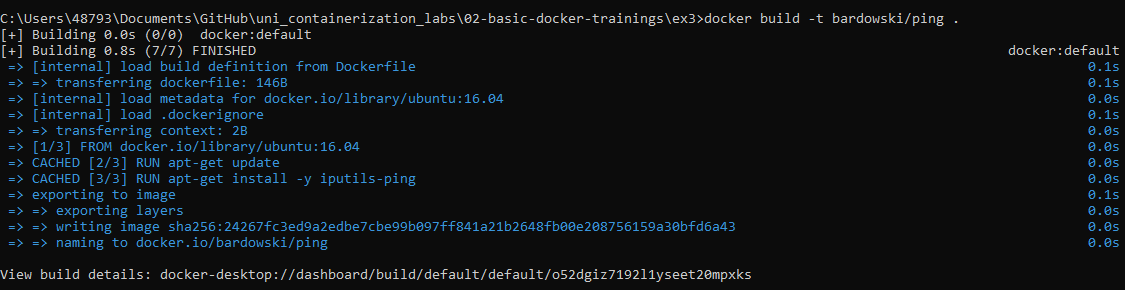 C:\Users\48793\Documents\GitHub\uni_containerization_labs\02-basic-docker-trainings\ex3>docker build -t bardowski/ping .
[+] Building 0.0s (0/0)  docker:default
[+] Building 0.8s (7/7) FINISHED docker:default
=> [internal] load build definition from Dockerfile 0.1s
=> => transferring dockerfile: 146B 0.1s
=> [internal] load metadata for docker.io/library/ubuntu:16.04 0.0s
=> [internal] load .dockerignore 0.1s
=> => transferring context: 2B 0.0s
=> [1/3] FROM docker.io/library/ubuntu:16.04 0.0s
=> CACHED [2/3] RUN apt-get update 0.0s
=> CACHED [3/3] RUN apt-get install -y iputils-ping 0.0s
=> exporting to image 0.1s
=> => exporting layers 0.0s
=> => writing image sha256:24267fc3ed9a2edbe7cbe99b097ff841a21b2648fb00e208756159a30bfd6a43 0.0s
=> => naming to docker.io/bardowski/ping 0.0s
View build details: docker-desktop://dashboard/build/default/default/o52dgiz7192l1yseet20mpxks